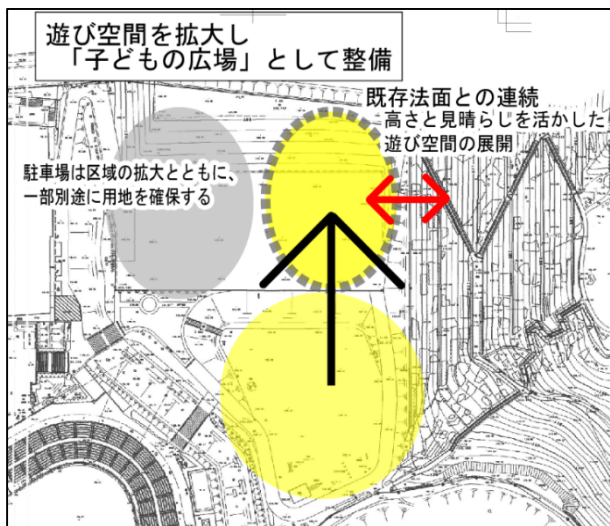 遊び空間を拡大し
「子どもの広場」として整備
既存法面との連続
高さと見晴らしを活かした
遊び空間の展開
駐車場は区域の拡大とともに、
一部別途に用地を確保する